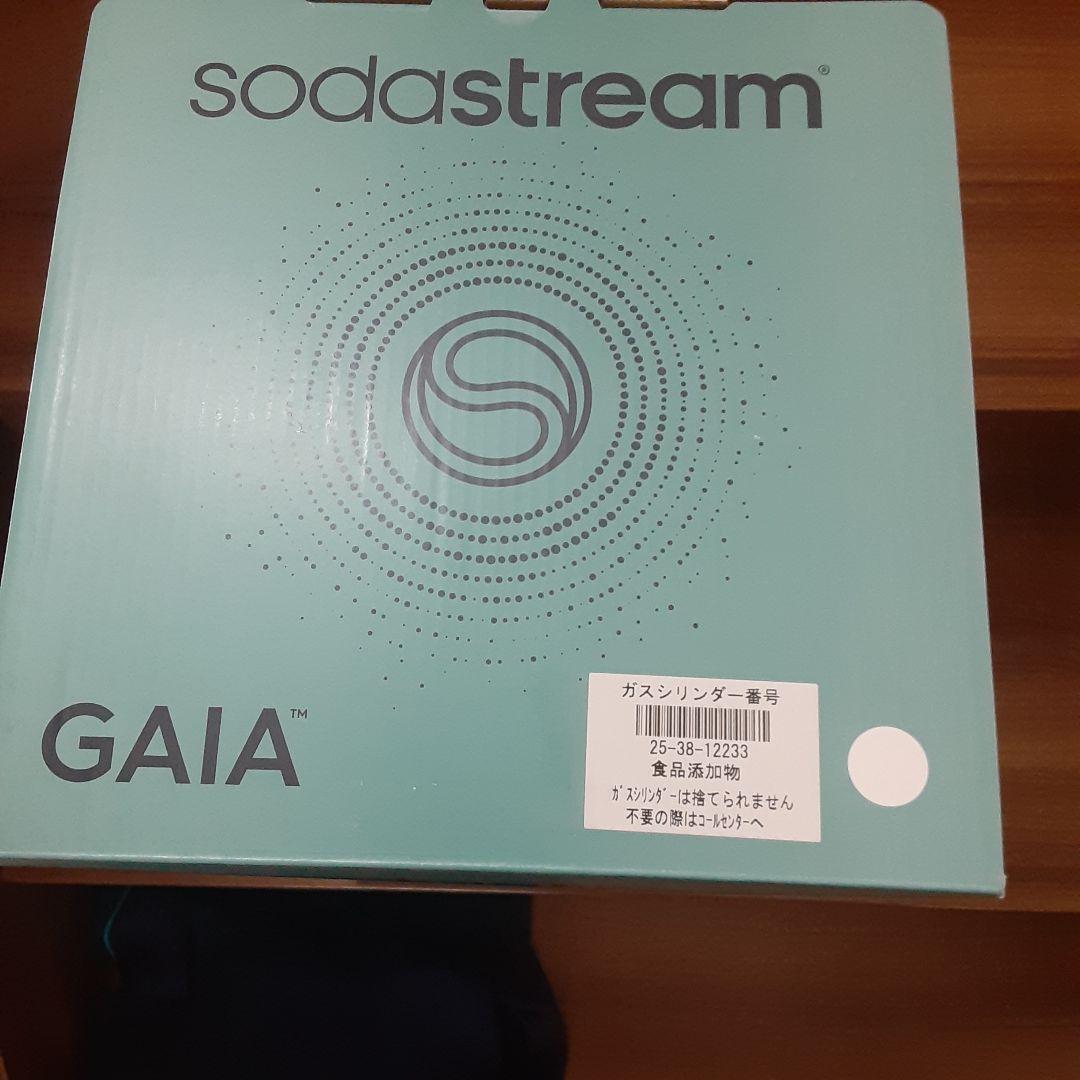 sodastream®
GAIA™
ガスシリンダー番号
25-38-12233
食品添加物
ｶﾞｽｼﾘﾝﾀﾞｰは捨てられません
不要の際はｺｰﾙｾﾝﾀｰへ